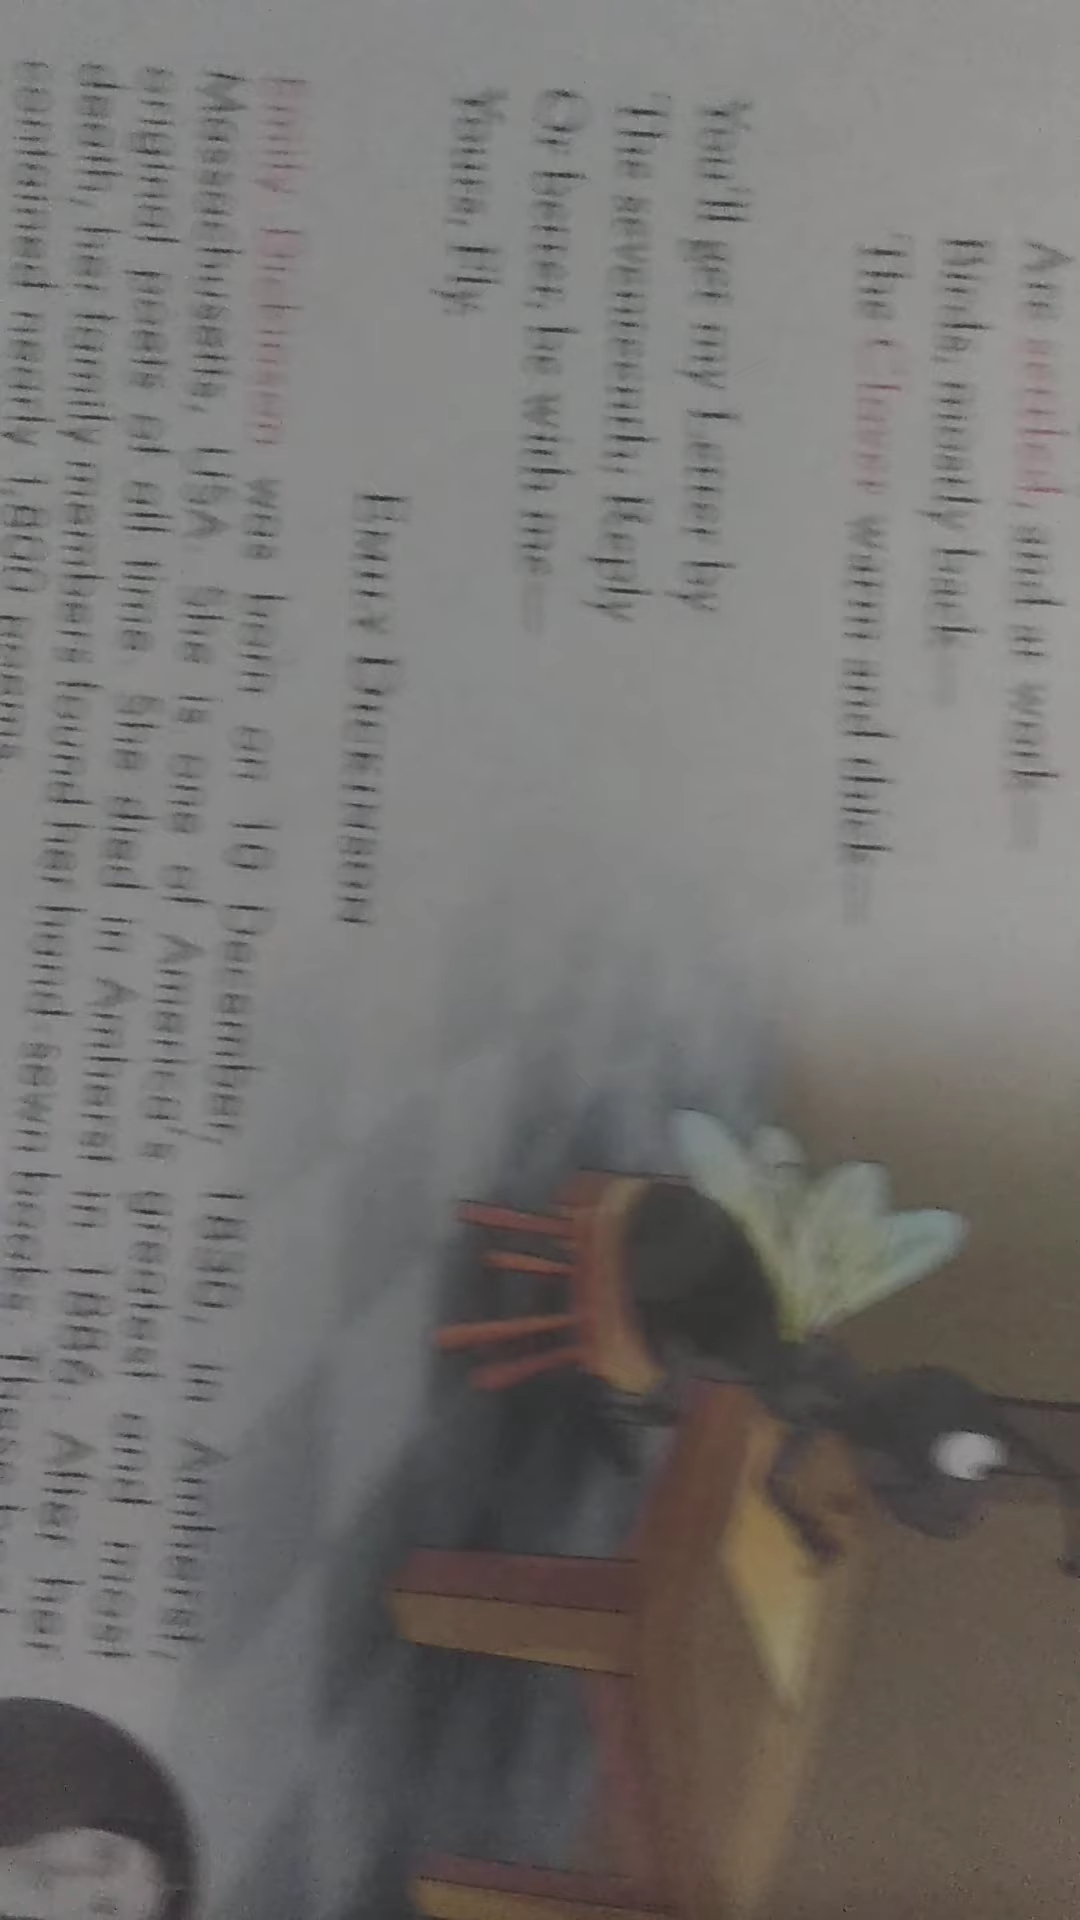 Are settled, and at work—
Birds, mostly back—
The Clover warm and thick—
You'll get my Letter by
The seventeenth; Reply
Or better, be with me—
Yours, Fly.
EMILY DICKINSON
Emily Dickinson was born on 10 December, 1830, in Amherst,
Massachusetts, USA. She is one of America's greatest and most
original poets of all time. She died in Amherst in 1886. After her
death, her family members found her hand-sewn books. These
contained nearly 1,800 poems.